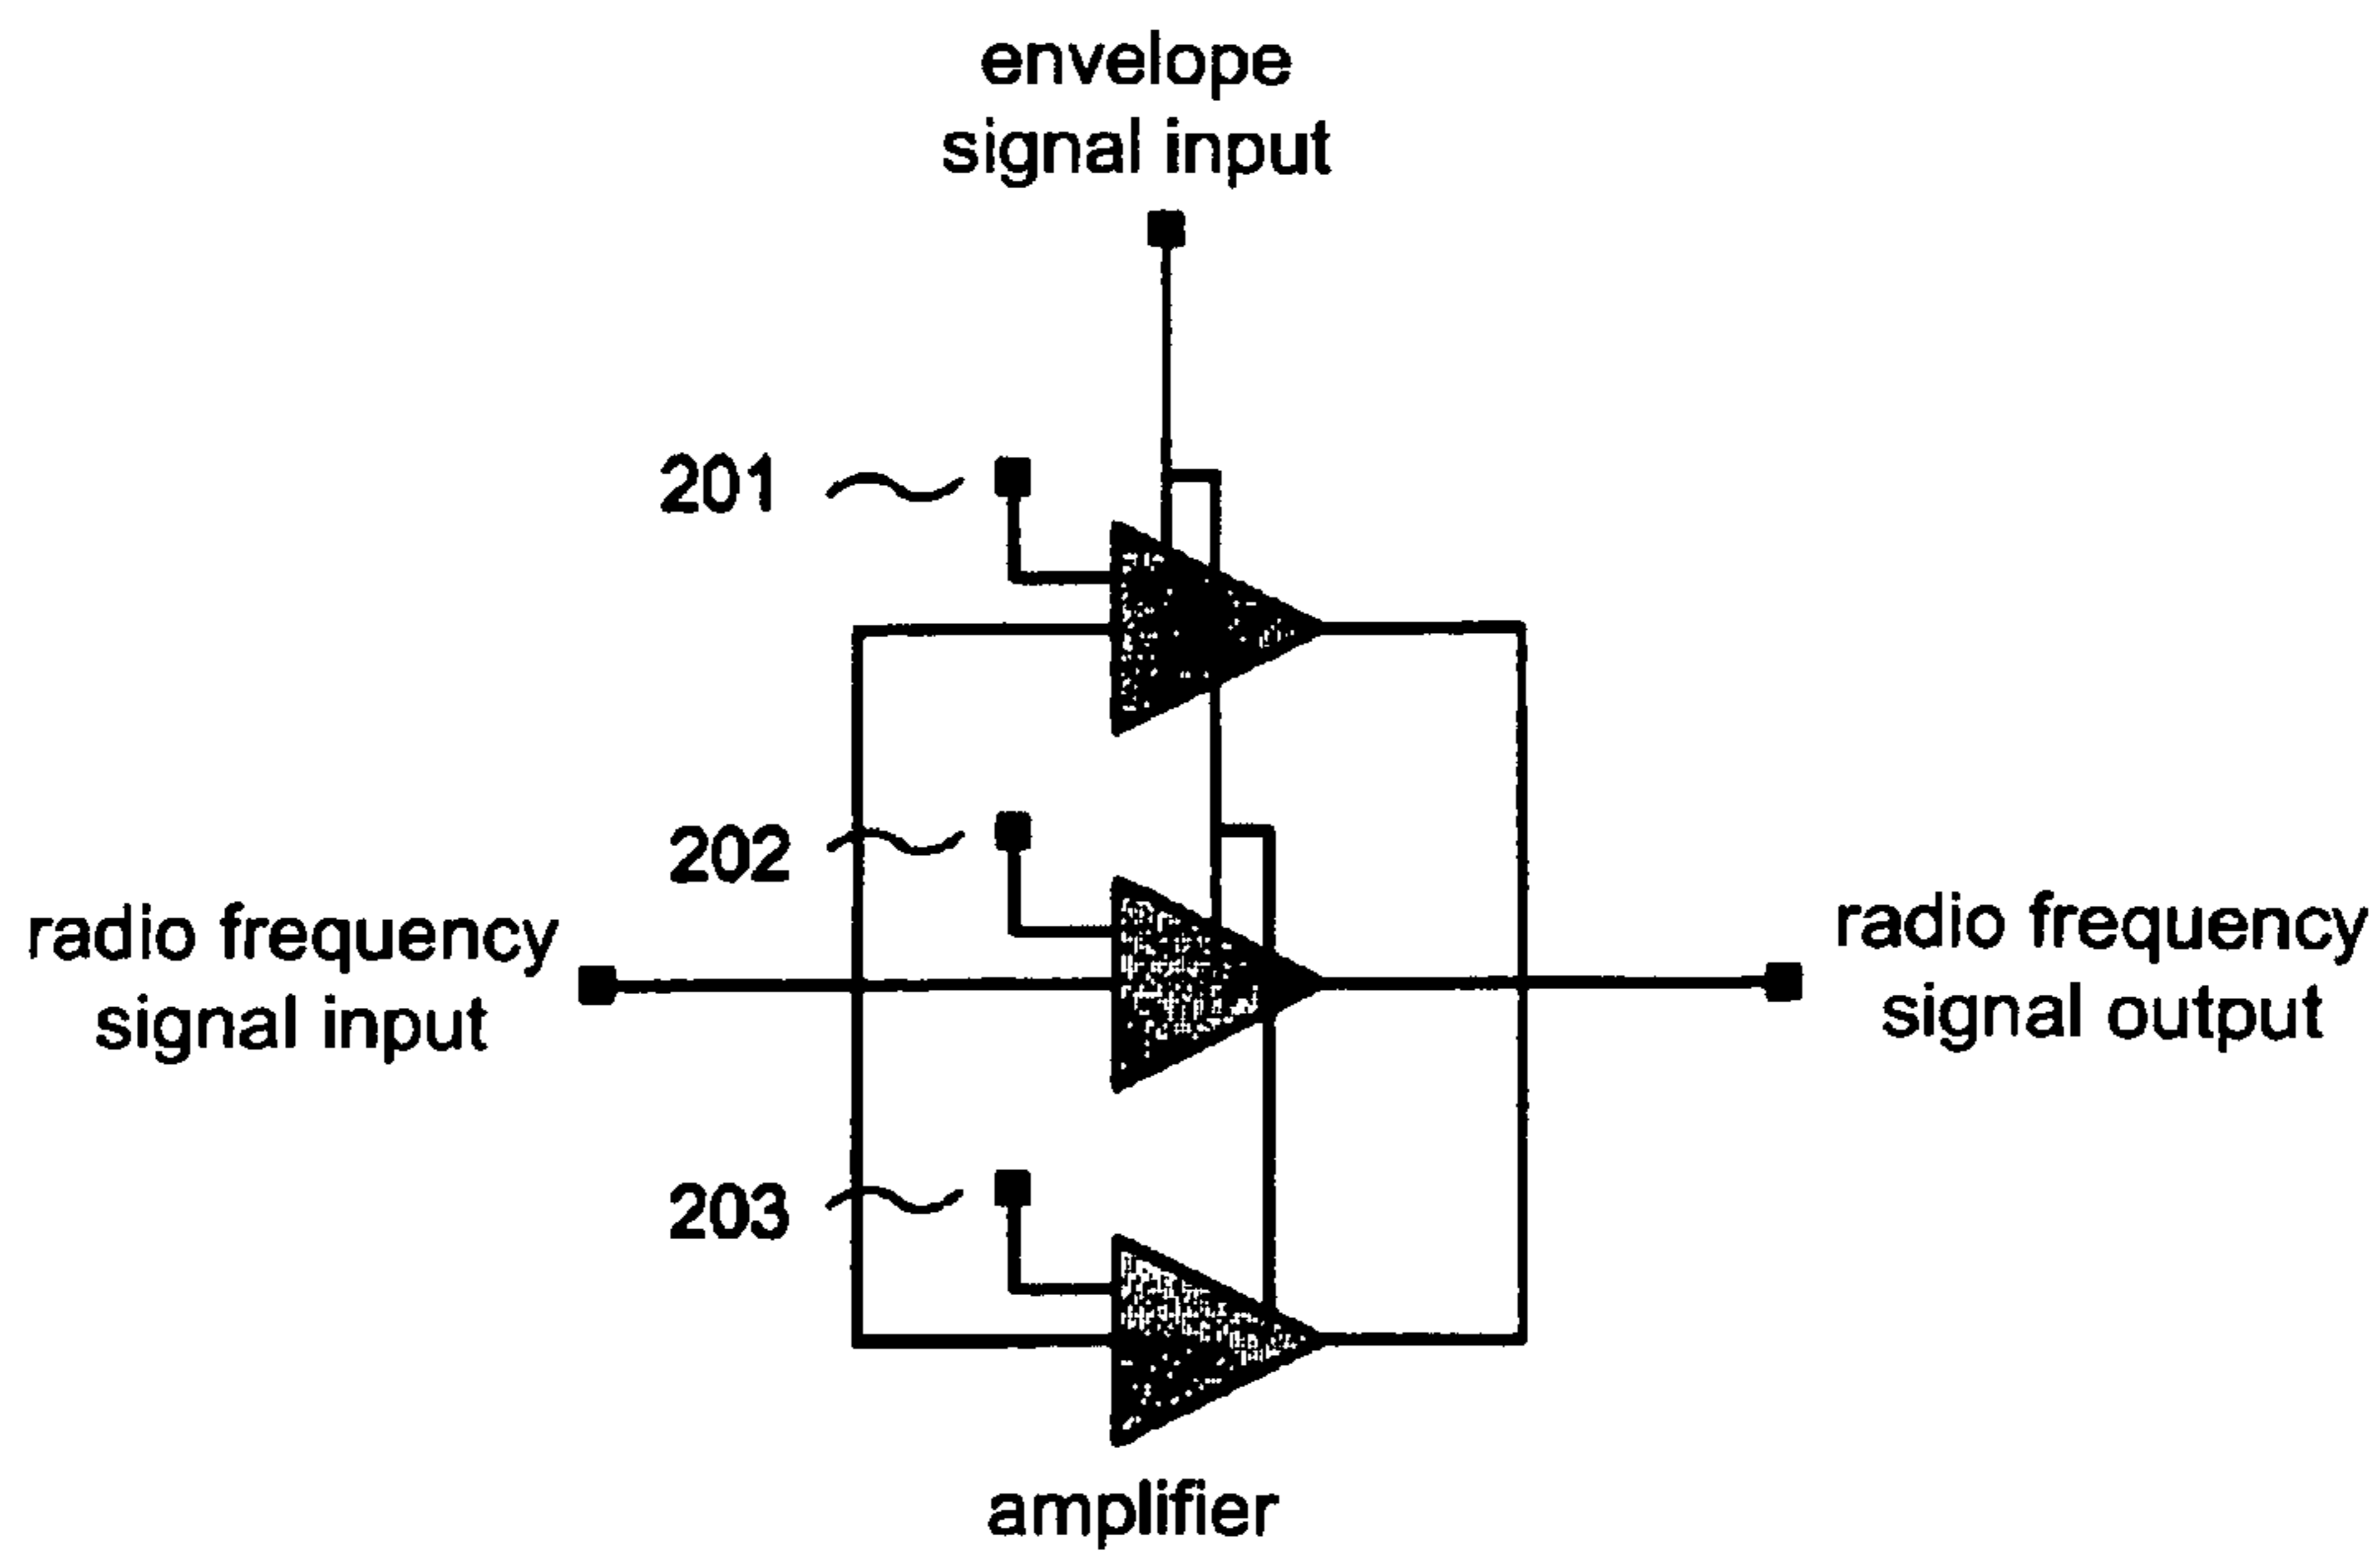 envelope
signal input
201
202
radio frequency
signal input
radio frequency
signal output
203
amplifier